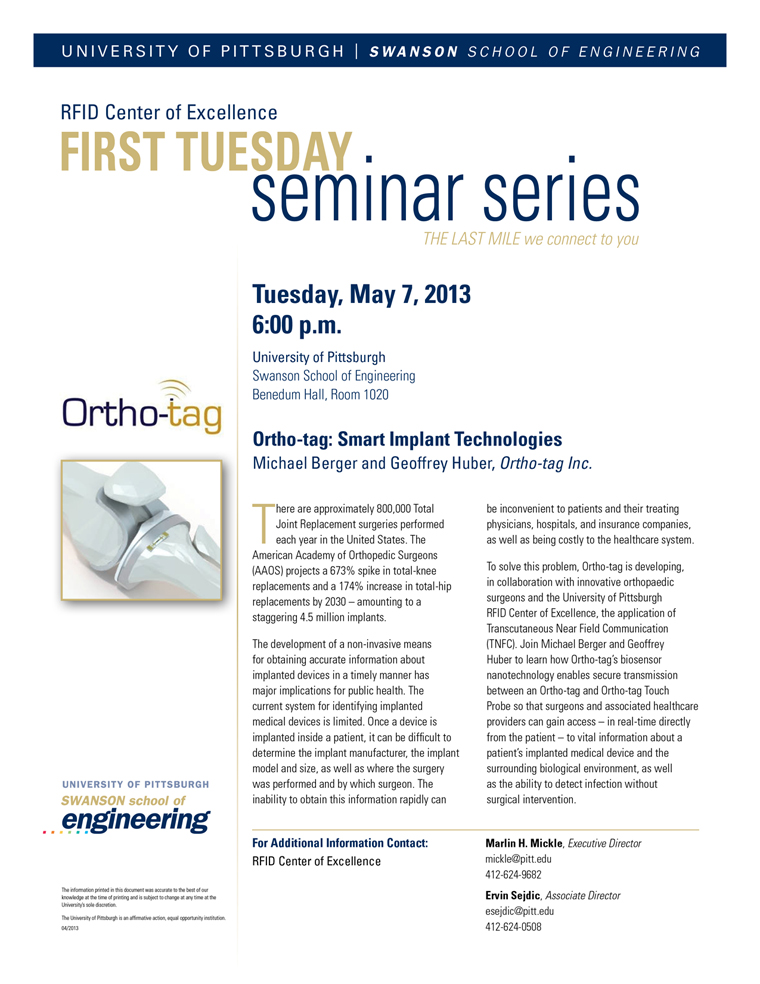 UNIVERSITY OF PITTSBURGH | SWANSON SCHOOL OF ENGINEERING
RFID Center of Excellence
FIRST TUESDAY
seminar series
THE LAST MILE we connect to you
Tuesday, May 7, 2013
6:00 p.m.
University of Pittsburgh
Swanson School of Engineering
Benedum Hall, Room 1020
Ortho-tag
Ortho-tag: Smart Implant Technologies
Michael Berger and Geoffrey Huber, Ortho-tag Inc.
There are approximately 800,000 Total
Joint Replacement surgeries performed
each year in the United States. The
American Academy of Orthopedic Surgeons
(AAOS) projects a 673% spike in total-knee
replacements and a 174% increase in total-hip
replacements by 2030 – amounting to a
staggering 4.5 million implants.
The development of a non-invasive means
for obtaining accurate information about
implanted devices in a timely manner has
major implications for public health. The
current system for identifying implanted
medical devices is limited. Once a device is
implanted inside a patient, it can be difficult to
determine the implant manufacturer, the implant
model and size, as well as where the surgery
was performed and by which surgeon. The
inability to obtain this information rapidly can
be inconvenient to patients and their treating
physicians, hospitals, and insurance companies,
as well as being costly to the healthcare system.
To solve this problem, Ortho-tag is developing,
in collaboration with innovative orthopaedic
surgeons and the University of Pittsburgh
RFID Center of Excellence, the application of
Transcutaneous Near Field Communication
(TNFC). Join Michael Berger and Geoffrey
Huber to learn how Ortho-tag's biosensor
nanotechnology enables secure transmission
between an Ortho-tag and Ortho-tag Touch
Probe so that surgeons and associated healthcare
providers can gain access – in real-time directly
from the patient – to vital information about a
patient's implanted medical device and the
surrounding biological environment, as well
as the ability to detect infection without
surgical intervention.
UNIVERSITY OF PITTSBURGH
SWANSON school of
engineering
For Additional Information Contact:
RFID Center of Excellence
Marlin H. Mickle, Executive Director
mickle@pitt.edu
412-624-9682
Ervin Sejdic, Associate Director
esejdic@pitt.edu
412-624-0508
The information printed in this document was accurate to the best of our
knowledge at the time of printing and is subject to change at any time at the
University's sole discretion.
The University of Pittsburgh is an affirmative action, equal opportunity institution.
04/2013